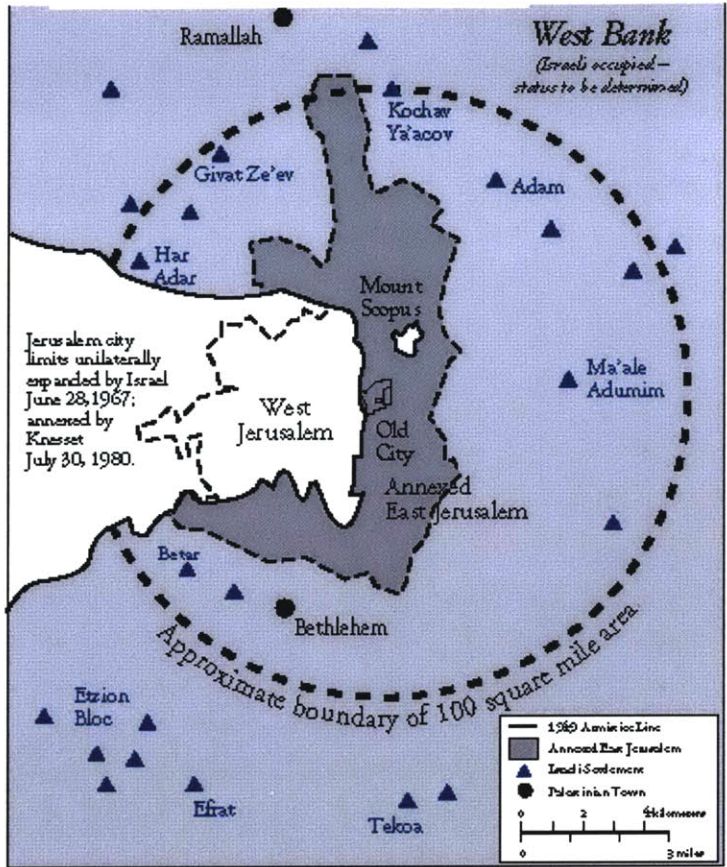 Ramallah
West Bank
(Israeli occupied—
status to be determined)
Kochav
Ya'acov
Givat Ze'ev
Adam
Har
Adar
Mount
Scopus
Jerusalem city
limits unilaterally
expanded by Israel
June 28, 1967;
annexed by
Knesset
July 30, 1980.
Ma'ale
Adumim
West
Jerusalem
Old
City
Annexed
East Jerusalem
Betar
Bethlehem
Approximate boundary of 100 square mile area
Etzion
Bloc
Efrat
Tekoa
Armistice Line
Annexed East Jerusalem
Israeli Settlement
Palestinian Town
0 2 4 kilometers
0 3 miles